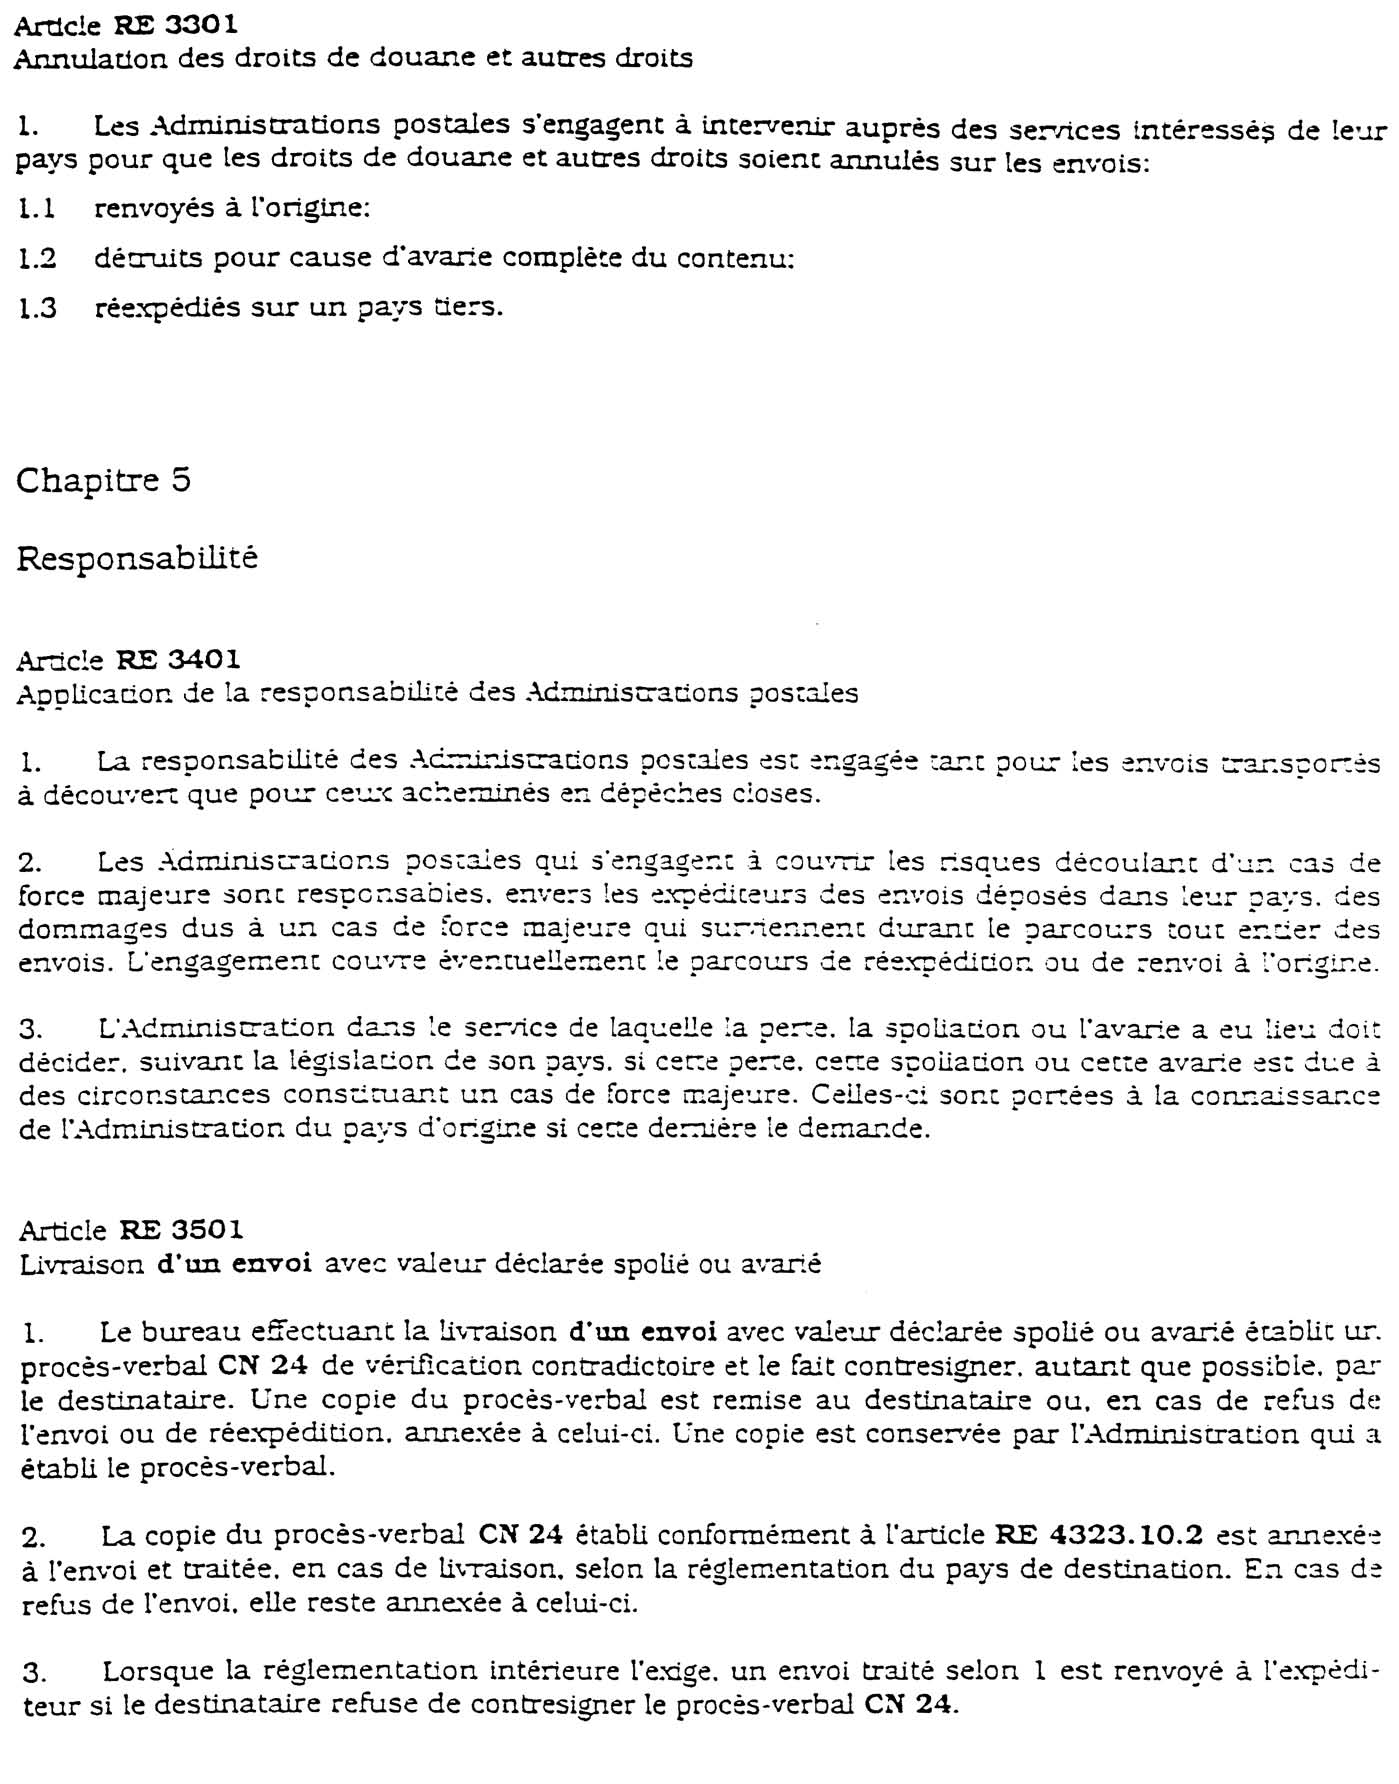 Article RE 3301
Annulation des droits de douane et autres droits
1. Les Administrations postales s'engagent à intervenir auprès des services intéressés de leur
pays pour que les droits de douane et autres droits soient annulés sur les envois:
1.1 renvoyés à l'origine;
1.2 détruits pour cause d'avarie complète du contenu;
1.3 réexpédiés sur un pays tiers.
Chapitre 5
Responsabilité
Article RE 3401
Application de la responsabilité des Administrations postales
1. La responsabilité des Administrations postales est engagée tant pour les envois transportés
à découvert que pour ceux acheminés en dépêches closes.
2. Les Administrations postales qui s'engagent à couvrir les risques découlant d'un cas de
force majeure sont responsables, envers les expéditeurs des envois déposés dans leur pays, des
dommages dus à un cas de force majeure qui surviennent durant le parcours tout entier des
envois. L'engagement couvre éventuellement le parcours de réexpédition ou de renvoi à l'origine.
3. L'Administration dans le service de laquelle la perte, la spoliation ou l'avarie a eu lieu doit
décider, suivant la législation de son pays, si cette perte, cette spoliation ou cette avarie est due à
des circonstances constituant un cas de force majeure. Celles-ci sont portées à la connaissance
de l'Administration du pays d'origine si cette dernière le demande.
Article RE 3501
Livraison d'un envoi avec valeur déclarée spolié ou avarié
1. Le bureau effectuant la livraison d'un envoi avec valeur déclarée spolié ou avarié établit un
procès-verbal CN 24 de vérification contradictoire et le fait contresigner, autant que possible, par
le destinataire. Une copie du procès-verbal est remise au destinataire ou, en cas de refus de
l'envoi ou de réexpédition, annexée à celui-ci. Une copie est conservée par l'Administration qui a
établi le procès-verbal.
2. La copie du procès-verbal CN 24 établi conformément à l'article RE 4323.10.2 est annexée
à l'envoi et traitée, en cas de livraison, selon la réglementation du pays de destination. En cas de
refus de l'envoi, elle reste annexée à celui-ci.
3. Lorsque la réglementation intérieure l'exige, un envoi traité selon 1 est renvoyé à l'expédi-
teur si le destinataire refuse de contresigner le procès-verbal CN 24.